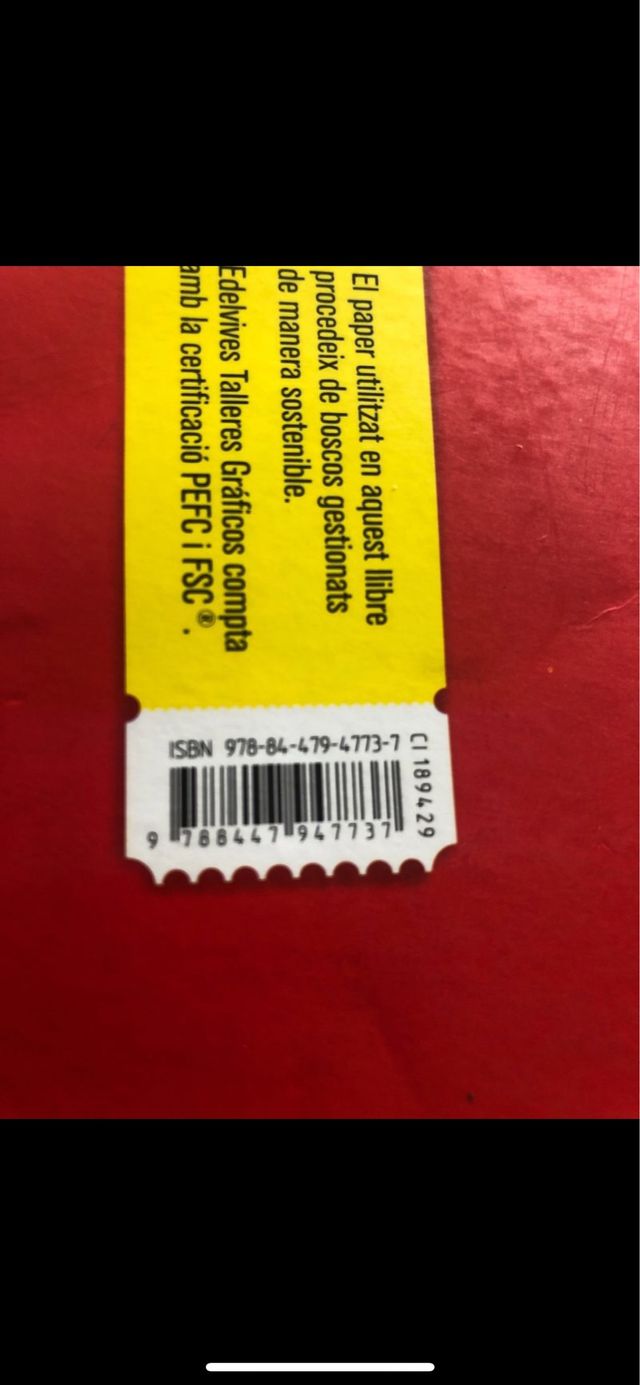 El paper utilitzat en aquest llibre
procedeix de boscos gestionats
de manera sostenible.
Edelvives Talleres Gráficos compta
amb la certificació PEFC i FSC®.
ISBN 978-84-479-4773-7
CI 189429
9 788447 947737